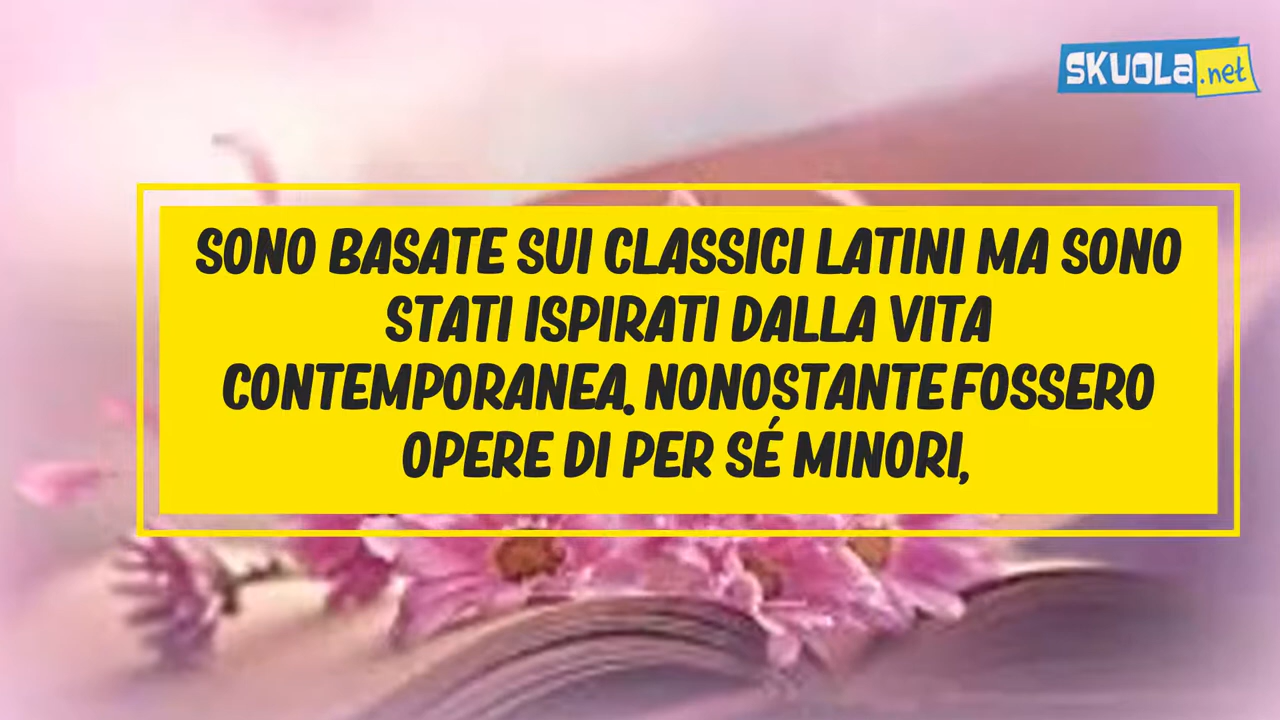 SKUOLA.net
SONO BASATE SUI CLASSICI LATINI MA SONO
STATI ISPIRATI DALLA VITA
CONTEMPORANEA. NONOSTANTE FOSSERO
OPERE DI PER SÉ MINORI,